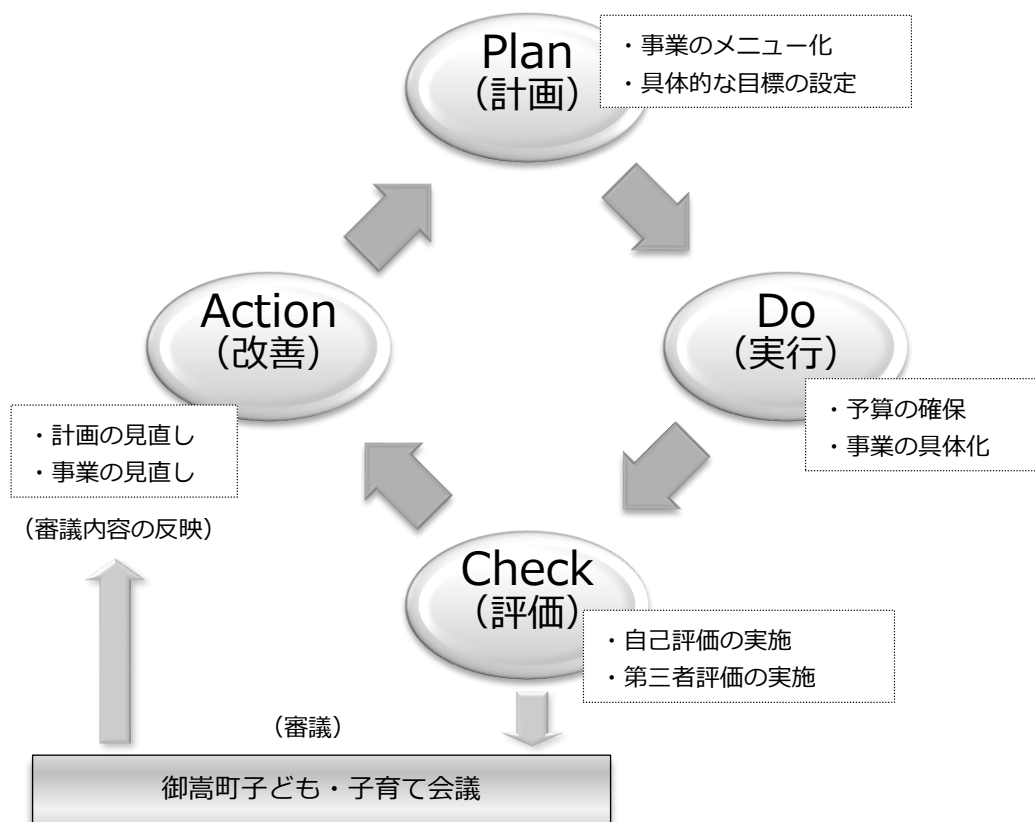 Plan
（計画）
・事業のメニュー化
・具体的な目標の設定
Do
（実行）
・予算の確保
・事業の具体化
Check
（評価）
・自己評価の実施
・第三者評価の実施
Action
（改善）
・計画の見直し
・事業の見直し
（審議内容の反映）
（審議）
御嵩町子ども・子育て会議